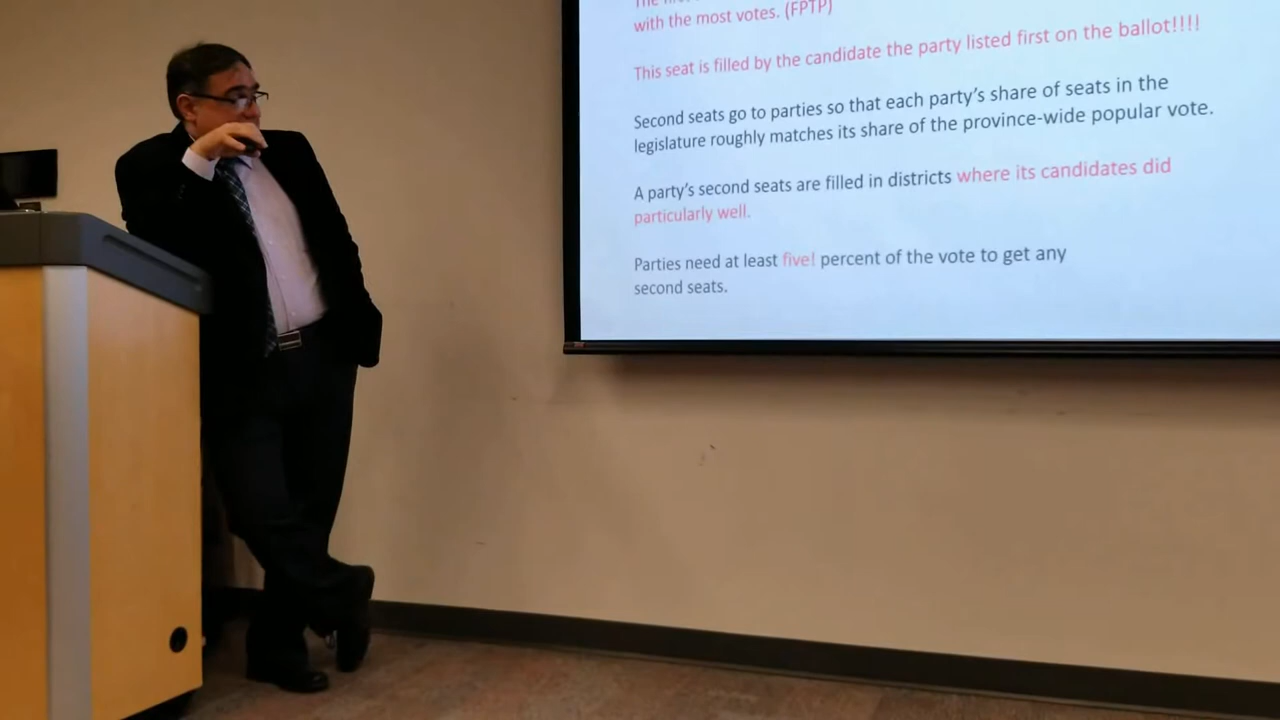 with the most votes. (FPTP)
This seat is filled by the candidate the party listed first on the ballot!!!!
Second seats go to parties so that each party's share of seats in the
legislature roughly matches its share of the province-wide popular vote.
A party's second seats are filled in districts where its candidates did
particularly well.
Parties need at least five! percent of the vote to get any
second seats.